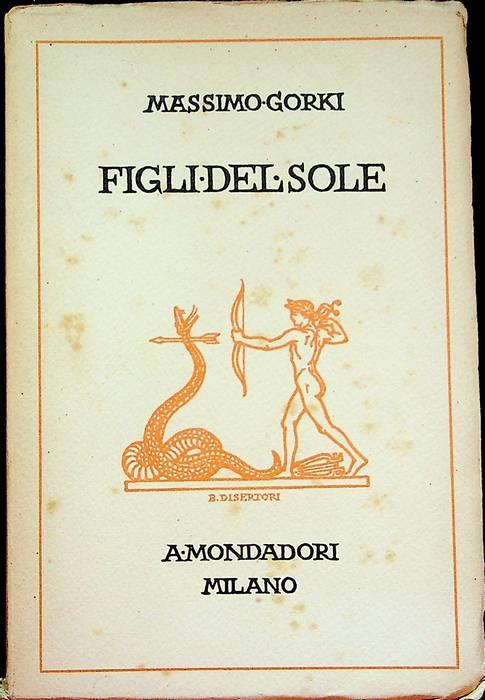 MASSIMO·GORKI
FIGLI·DEL·SOLE
B. DISERTORI
A·MONDADORI
MILANO